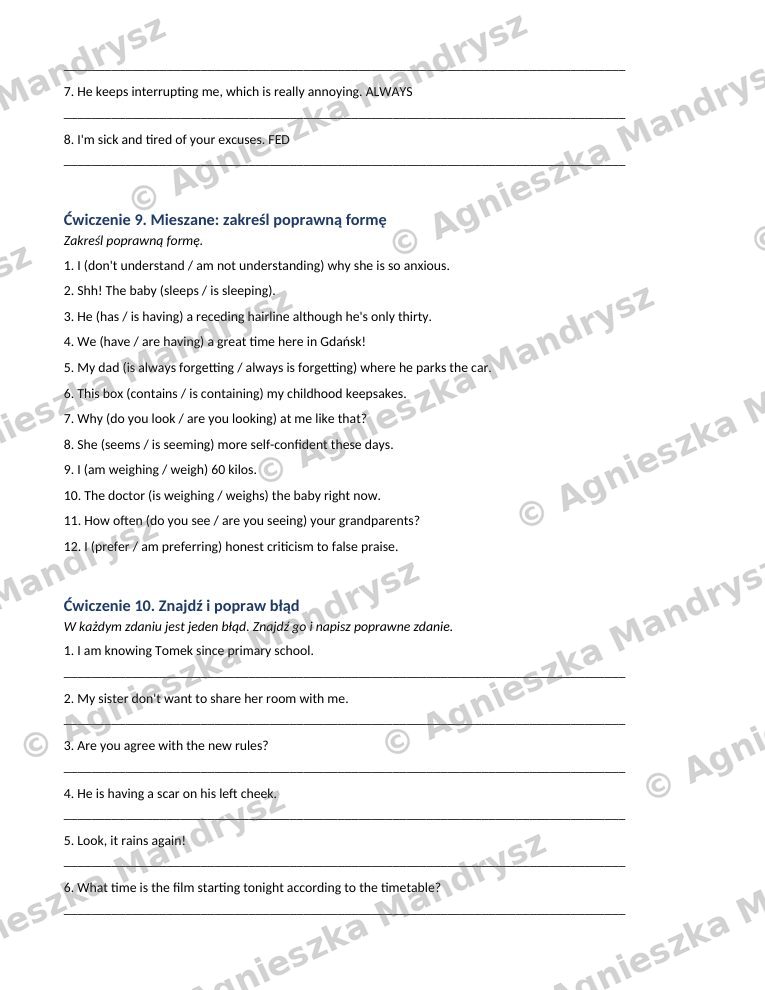 7. He keeps interrupting me, which is really annoying. ALWAYS
8. I'm sick and tired of your excuses. FED
Ćwiczenie 9. Mieszane: zakreśl poprawną formę
Zakreśl poprawną formę.
1. I (don't understand / am not understanding) why she is so anxious.
2. Shh! The baby (sleeps / is sleeping).
3. He (has / is having) a receding hairline although he's only thirty.
4. We (have / are having) a great time here in Gdańsk!
5. My dad (is always forgetting / always is forgetting) where he parks the car.
6. This box (contains / is containing) my childhood keepsakes.
7. Why (do you look / are you looking) at me like that?
8. She (seems / is seeming) more self-confident these days.
9. I (am weighing / weigh) 60 kilos.
10. The doctor (is weighing / weighs) the baby right now.
11. How often (do you see / are you seeing) your grandparents?
12. I (prefer / am preferring) honest criticism to false praise.
Ćwiczenie 10. Znajdź i popraw błąd
W każdym zdaniu jest jeden błąd. Znajdź go i napisz poprawne zdanie.
1. I am knowing Tomek since primary school.
2. My sister don't want to share her room with me.
3. Are you agree with the new rules?
4. He is having a scar on his left cheek.
5. Look, it rains again!
6. What time is the film starting tonight according to the timetable?
© Agnieszka Mandrysz